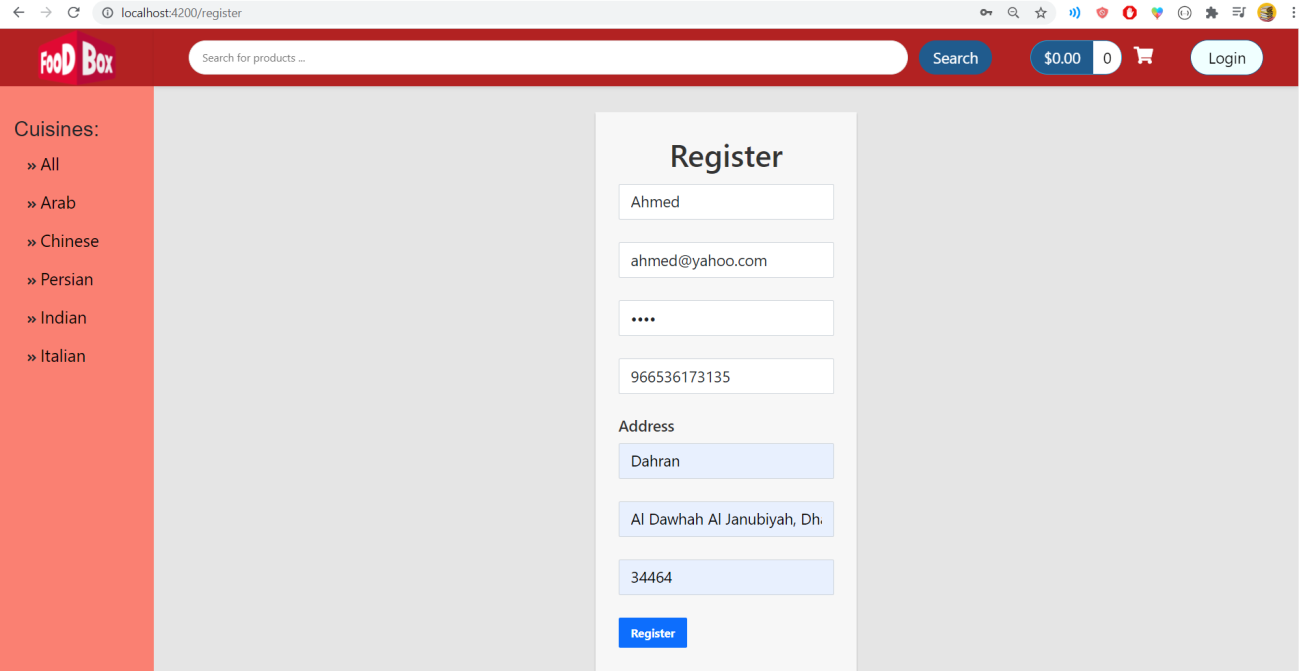 localhost:4200/register
FooD Box
Search for products ...
Search
$0.00 0
Login
Cuisines:
» All
» Arab
» Chinese
» Persian
» Indian
» Italian
Register
Ahmed
ahmed@yahoo.com
••••
966536173135
Address
Dahran
Al Dawhah Al Janubiyah, Dha
34464
Register